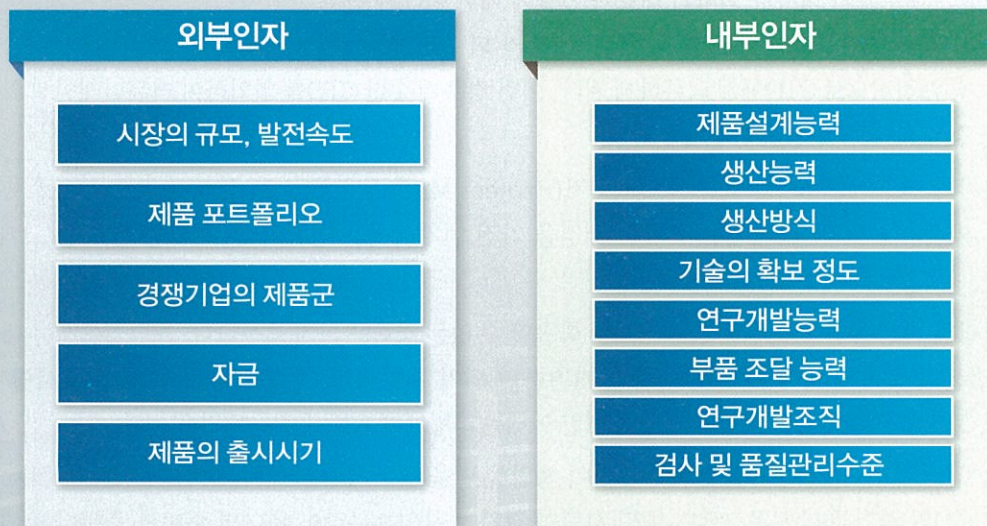 외부인자
시장의 규모, 발전속도
제품 포트폴리오
경쟁기업의 제품군
자금
제품의 출시시기
내부인자
제품설계능력
생산능력
생산방식
기술의 확보 정도
연구개발능력
부품 조달 능력
연구개발조직
검사 및 품질관리수준